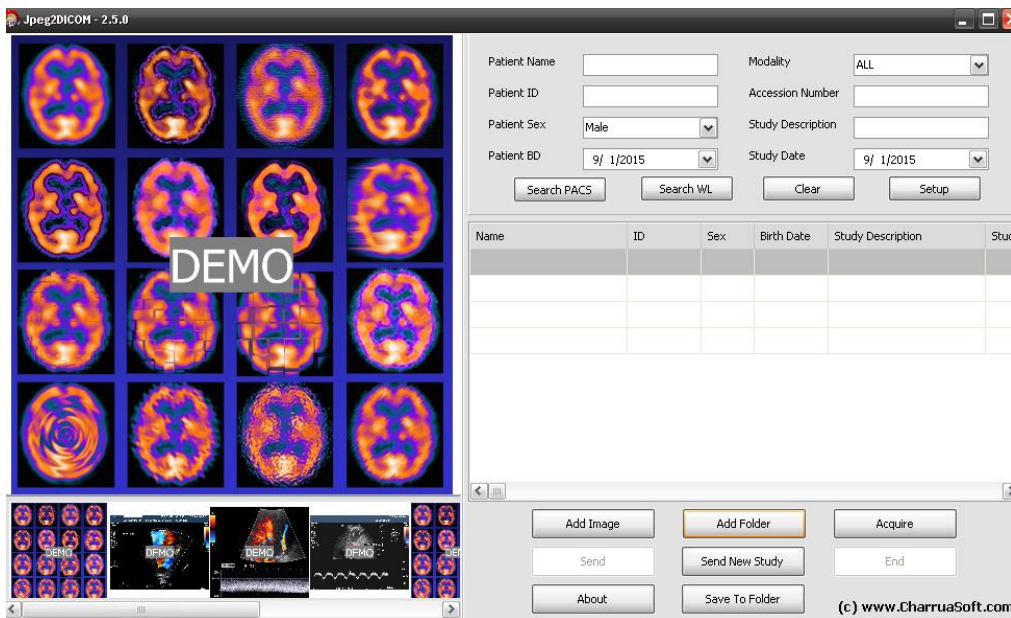 Jpeg2DICOM - 2.5.0
Patient Name
Modality
ALL
Patient ID
Accession Number
Patient Sex
Male
Study Description
Patient BD
9/ 1/2015
Study Date
9/ 1/2015
Search PACS
Search WL
Clear
Setup
Name ID Sex Birth Date Study Description Stud
DEMO
DEMO
DEMO
DEMO
DEMO
DEM
Add Image
Add Folder
Acquire
Send
Send New Study
End
About
Save To Folder
(c) www.CharruaSoft.com